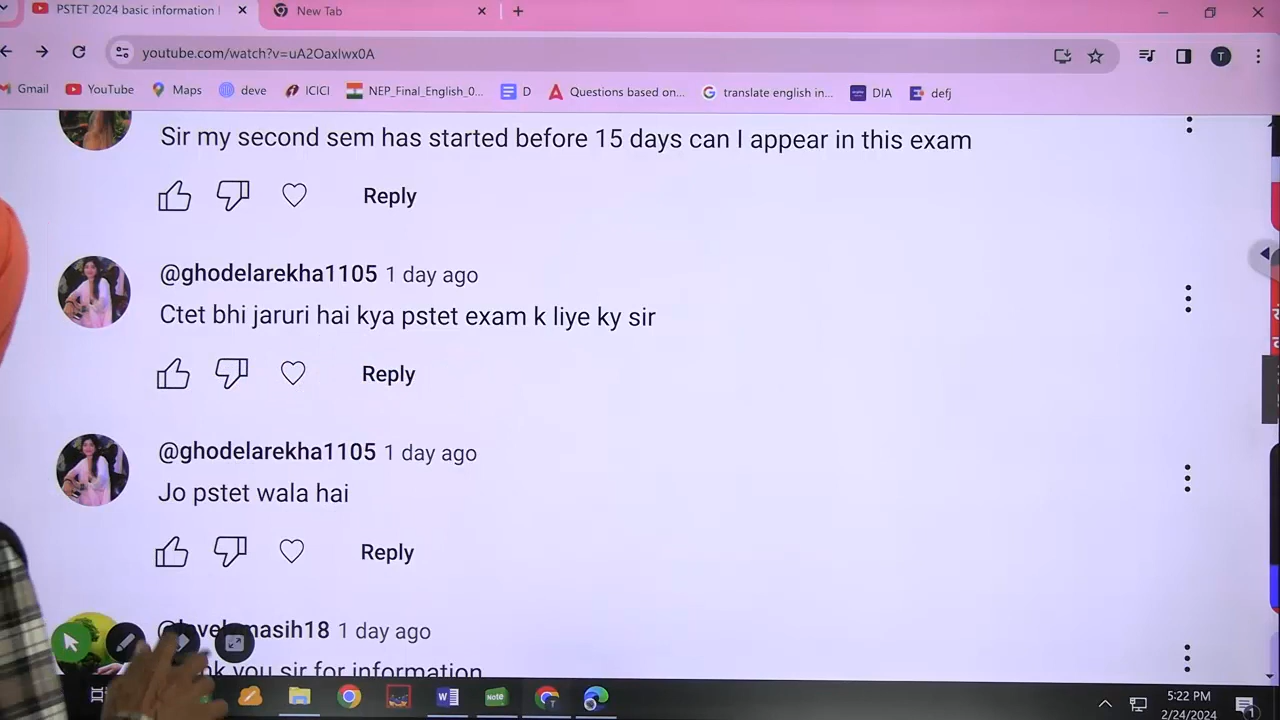 PSTET 2024 basic information
New Tab
youtube.com/watch?v=uA2OaxIwx0A
T
Gmail
YouTube
Maps
deve
ICICI
NEP_Final_English_0...
D
Questions based on...
translate english in...
DIA
defj
Sir my second sem has started before 15 days can I appear in this exam
Reply
@ghodelarekha1105 1 day ago
Ctet bhi jaruri hai kya pstet exam k liye ky sir
Reply
@ghodelarekha1105 1 day ago
Jo pstet wala hai
Reply
1 day ago
you sir for information
Note
5:22 PM
2/24/2024
1